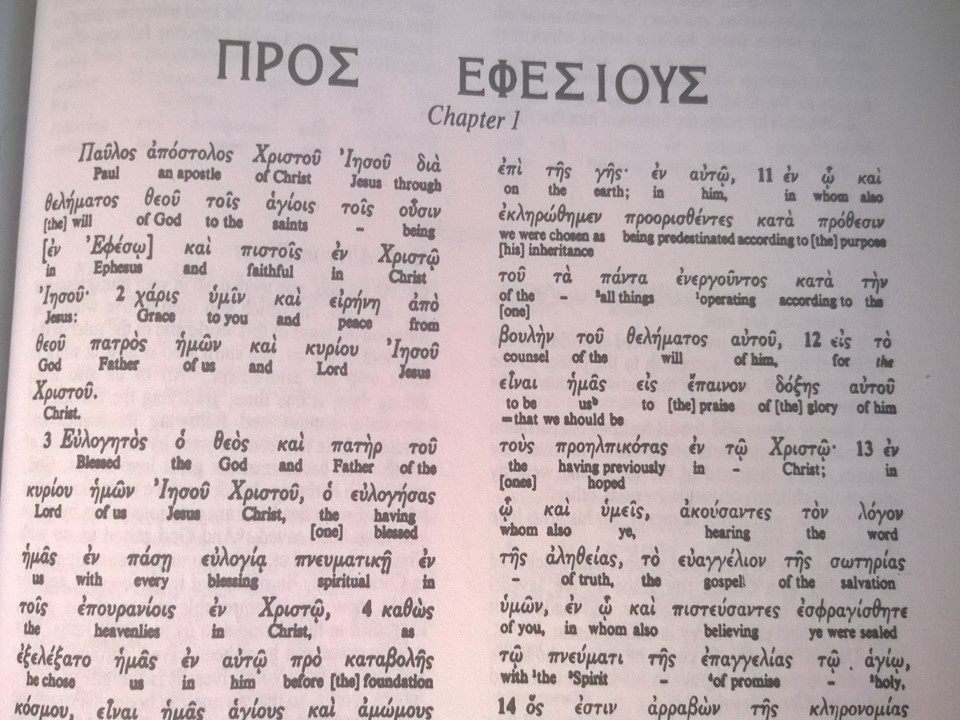 ΠΡΟΣ ΕΦΕΣΙΟΥΣ
Chapter 1
Παῦλος ἀπόστολος Χριστοῦ Ἰησοῦ διὰ
Paul an apostle of Christ Jesus through
θελήματος θεοῦ τοῖς ἁγίοις τοῖς οὖσιν
[the] will of God to the saints – being
[ἐν Ἐφέσῳ] καὶ πιστοῖς ἐν Χριστῷ
in Ephesus and faithful in Christ
Ἰησοῦ· 2 χάρις ὑμῖν καὶ εἰρήνη ἀπὸ
Jesus: Grace to you and peace from
θεοῦ πατρὸς ἡμῶν καὶ κυρίου Ἰησοῦ
God Father of us and Lord Jesus
Χριστοῦ.
Christ.
3 Εὐλογητὸς ὁ θεὸς καὶ πατὴρ τοῦ
Blessed the God and Father of the
κυρίου ἡμῶν Ἰησοῦ Χριστοῦ, ὁ εὐλογήσας
Lord of us Jesus Christ, the having
[one] blessed
ἡμᾶς ἐν πάσῃ εὐλογίᾳ πνευματικῇ ἐν
us with every blessing spiritual in
τοῖς ἐπουρανίοις ἐν Χριστῷ, 4 καθὼς
the heavenlies in Christ, as
ἐξελέξατο ἡμᾶς ἐν αὐτῷ πρὸ καταβολῆς
he chose us in him before [the] foundation
κόσμου, εἶναι ἡμᾶς ἁγίους καὶ ἀμώμους
ἐπὶ τῆς γῆς· ἐν αὐτῷ, 11 ἐν ᾧ καὶ
on the earth; in him, in whom also
ἐκληρώθημεν προορισθέντες κατὰ πρόθεσιν
we were chosen as being predestinated according to [the] purpose
[his] inheritance
τοῦ τὰ πάντα ἐνεργοῦντος κατὰ τὴν
of the – ²all things ¹operating according to the
[one]
βουλὴν τοῦ θελήματος αὐτοῦ, 12 εἰς τὸ
counsel of the will of him, for the
εἶναι ἡμᾶς εἰς ἔπαινον δόξης αὐτοῦ
to be usᵇ to [the] praise of [the] glory of him
=that we should be
τοὺς προηλπικότας ἐν τῷ Χριστῷ· 13 ἐν
the having previously in – Christ; in
[ones] hoped
ᾧ καὶ ὑμεῖς, ἀκούσαντες τὸν λόγον
whom also ye, hearing the word
τῆς ἀληθείας, τὸ εὐαγγέλιον τῆς σωτηρίας
– of truth, the gospel of the salvation
ὑμῶν, ἐν ᾧ καὶ πιστεύσαντες ἐσφραγίσθητε
of you, in whom also believing ye were sealed
τῷ πνεύματι τῆς ἐπαγγελίας τῷ ἁγίῳ,
with ¹the ³Spirit – ⁴of promise – ²holy,
14 ὅς ἐστιν ἀρραβὼν τῆς κληρονομίας